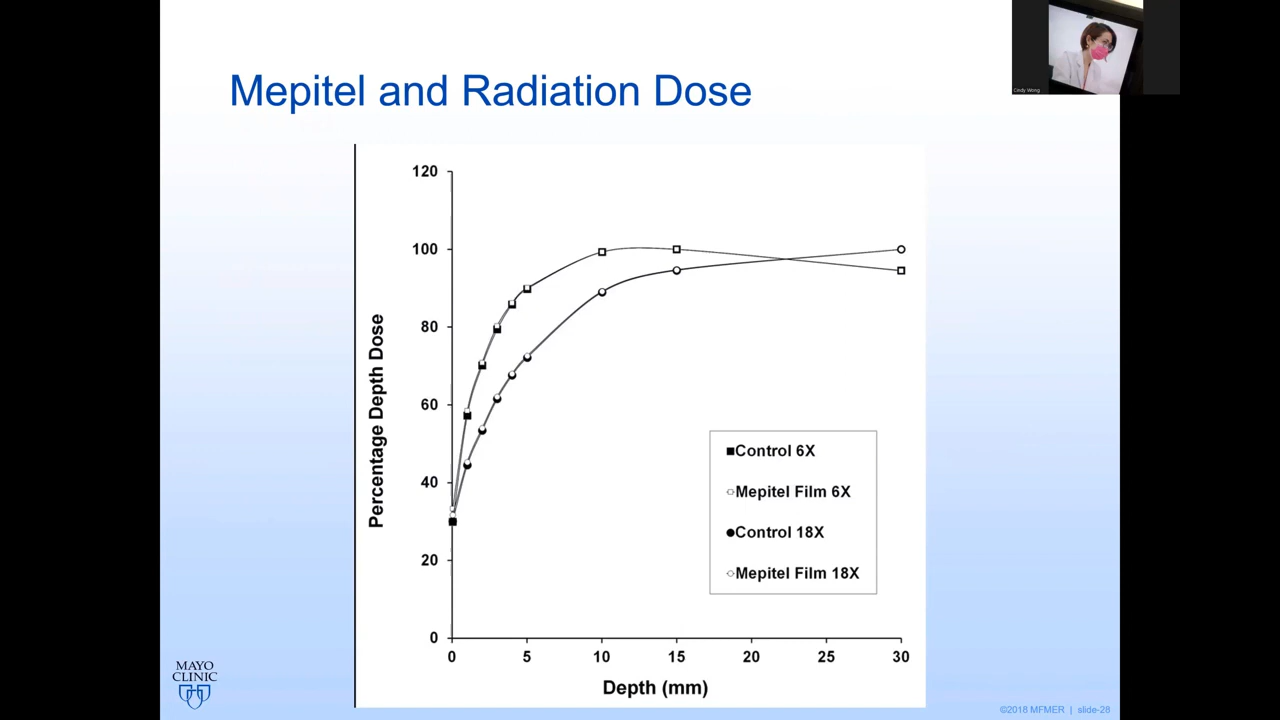 Mepitel and Radiation Dose
Cindy Wong
120
100
80
60
40
20
0
Percentage Depth Dose
0 5 10 15 20 25 30
Depth (mm)
Control 6X
Mepitel Film 6X
Control 18X
Mepitel Film 18X
MAYO
CLINIC
©2018 MFMER | slide-28